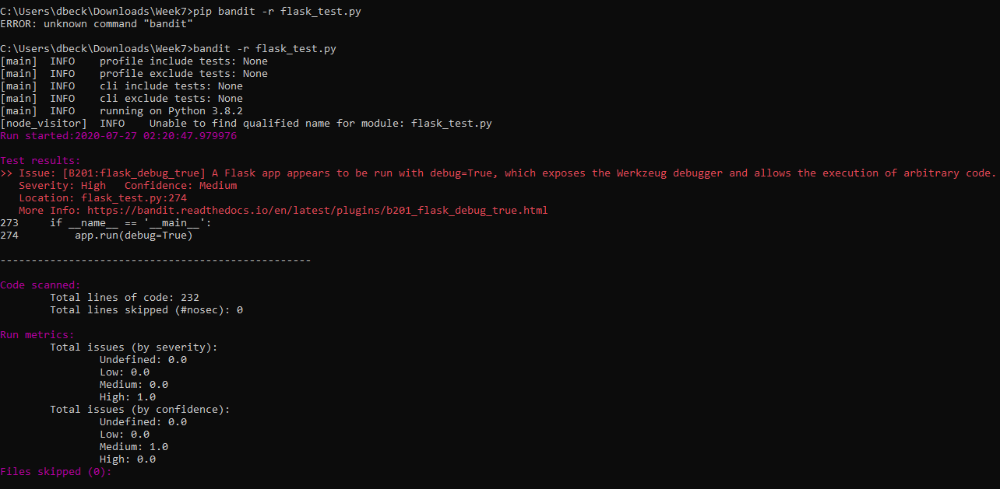 C:\Users\dbeck\Downloads\Week7>pip bandit -r flask_test.py
ERROR: unknown command "bandit"
C:\Users\dbeck\Downloads\Week7>bandit -r flask_test.py
[main]  INFO    profile include tests: None
[main]  INFO    profile exclude tests: None
[main]  INFO    cli include tests: None
[main]  INFO    cli exclude tests: None
[main]  INFO    running on Python 3.8.2
[node_visitor]  INFO    Unable to find qualified name for module: flask_test.py
Run started:2020-07-27 02:20:47.979976
Test results:
>> Issue: [B201:flask_debug_true] A Flask app appears to be run with debug=True, which exposes the Werkzeug debugger and allows the execution of arbitrary code.
   Severity: High   Confidence: Medium
   Location: flask_test.py:274
   More Info: https://bandit.readthedocs.io/en/latest/plugins/b201_flask_debug_true.html
273     if __name__ == '__main__':
274         app.run(debug=True)
--------------------------------------------------
Code scanned:
        Total lines of code: 232
        Total lines skipped (#nosec): 0
Run metrics:
        Total issues (by severity):
                Undefined: 0.0
                Low: 0.0
                Medium: 0.0
                High: 1.0
        Total issues (by confidence):
                Undefined: 0.0
                Low: 0.0
                Medium: 1.0
                High: 0.0
Files skipped (0):